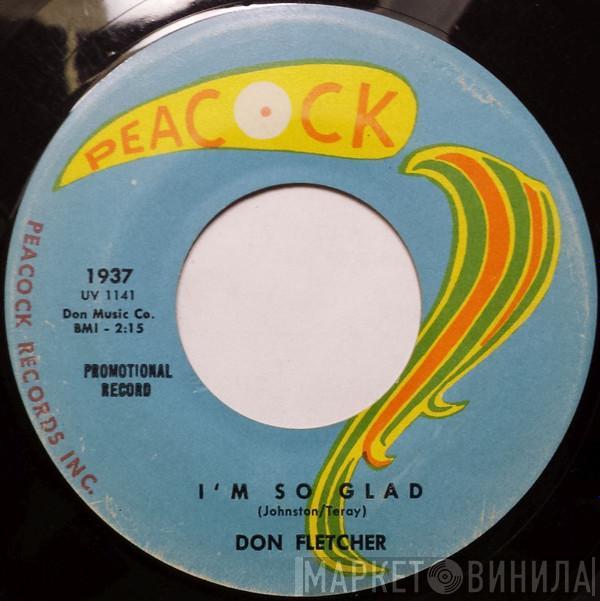 PEACOCK
1937
UV 1141
Don Music Co.
BMI - 2:15
PROMOTIONAL
RECORD
PEACOCK RECORDS INC.
I'M SO GLAD
(Johnston/Teray)
DON FLETCHER
МАРКЕТ ВИНИЛА